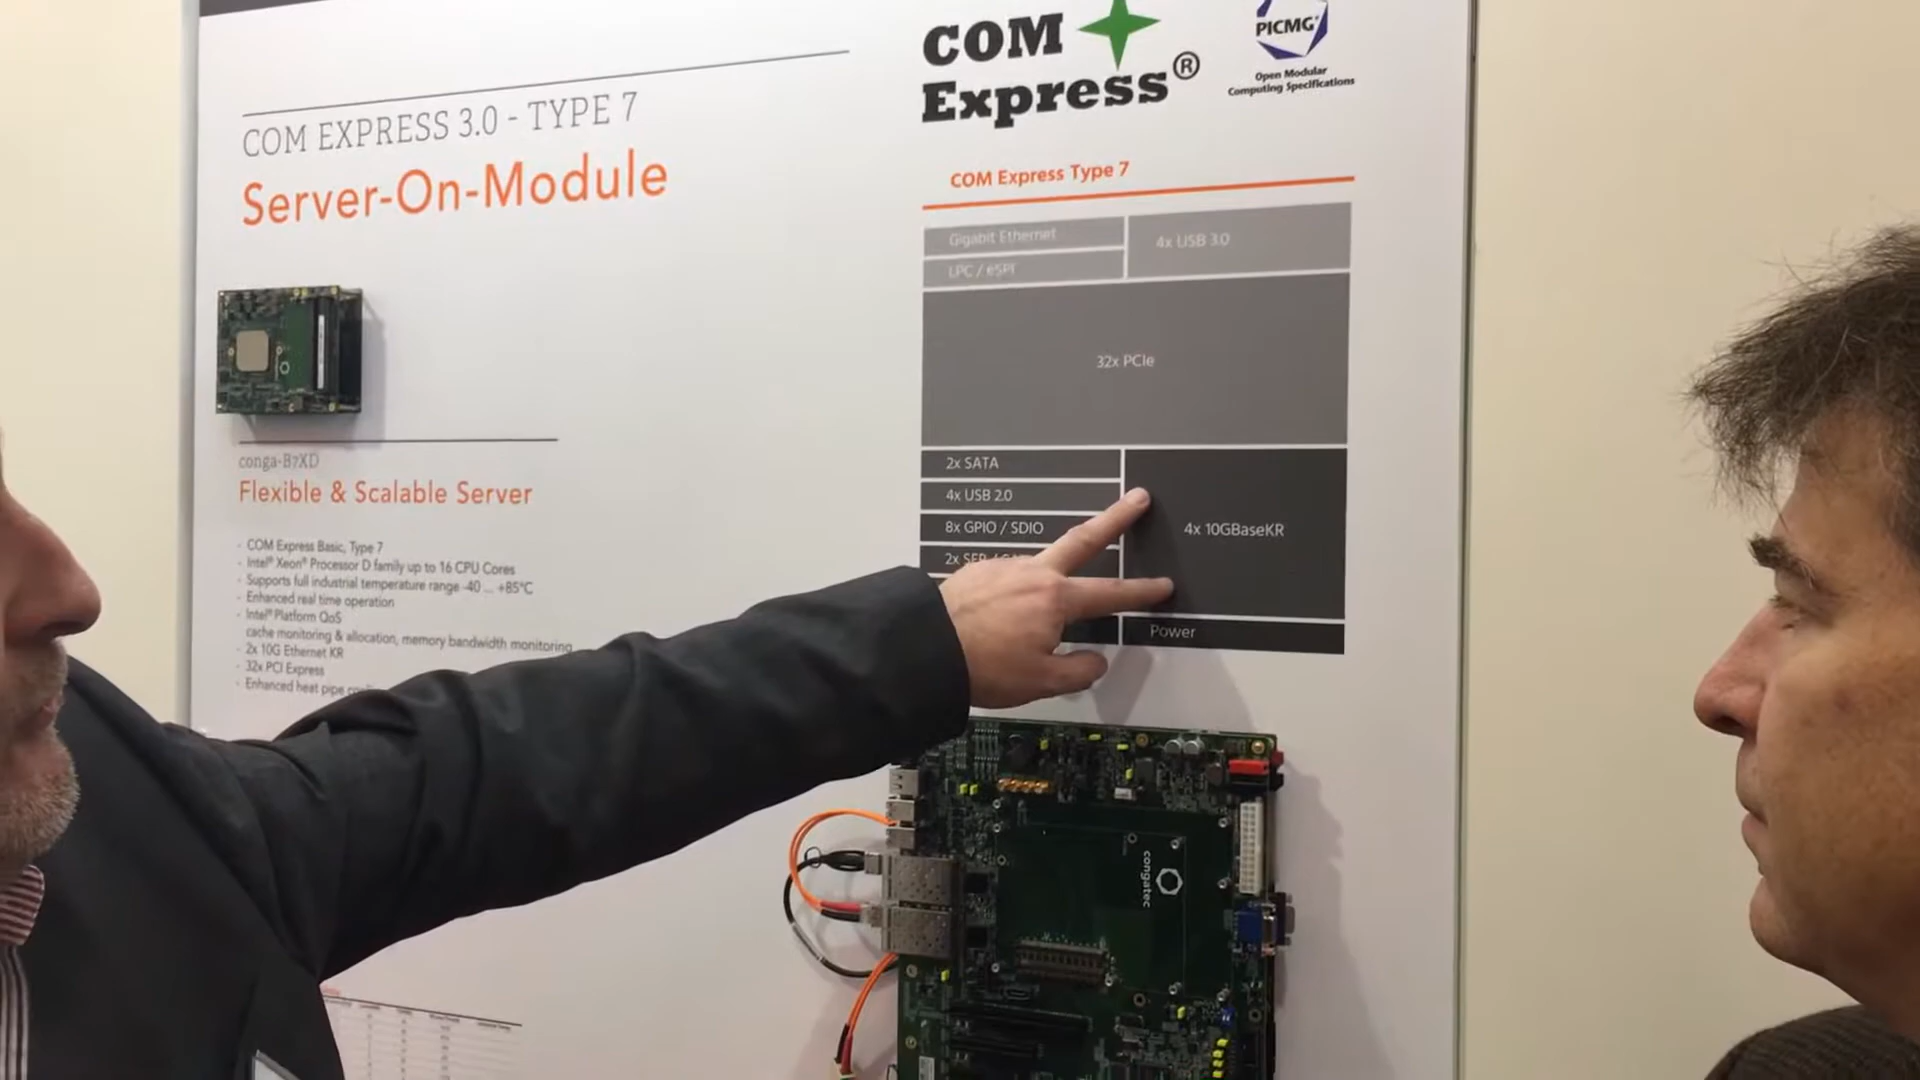 COM EXPRESS 3.0 - TYPE 7
Server-On-Module
conga-B7XD
Flexible & Scalable Server
- COM Express Basic, Type 7
- Intel® Xeon® Processor D family up to 16 CPU Cores
- Supports full industrial temperature range -40 ... +85°C
- Enhanced real time operation
- Intel® Platform QoS
cache monitoring & allocation, memory bandwidth monitoring
- 2x 10G Ethernet KR
- 32x PCI Express
- Enhanced heat pipe
COM
Express®
PICMG®
Open Modular
Computing Specifications
COM Express Type 7
Gigabit Ethernet
4x USB 3.0
LPC / eSPI
32x PCIe
2x SATA
4x USB 2.0
8x GPIO / SDIO
2x
4x 10GBaseKR
Power
congatec